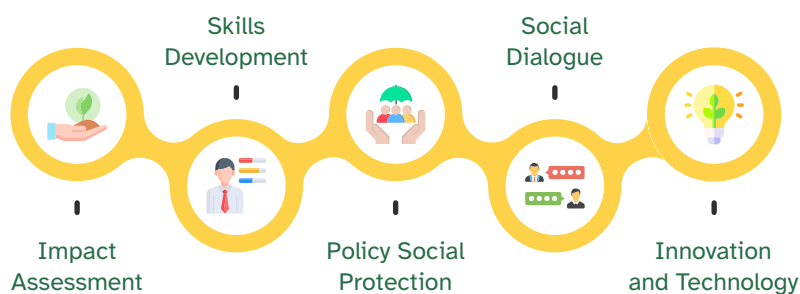 Skills
Development
Social
Dialogue
Impact
Assessment
Policy Social
Protection
Innovation
and Technology